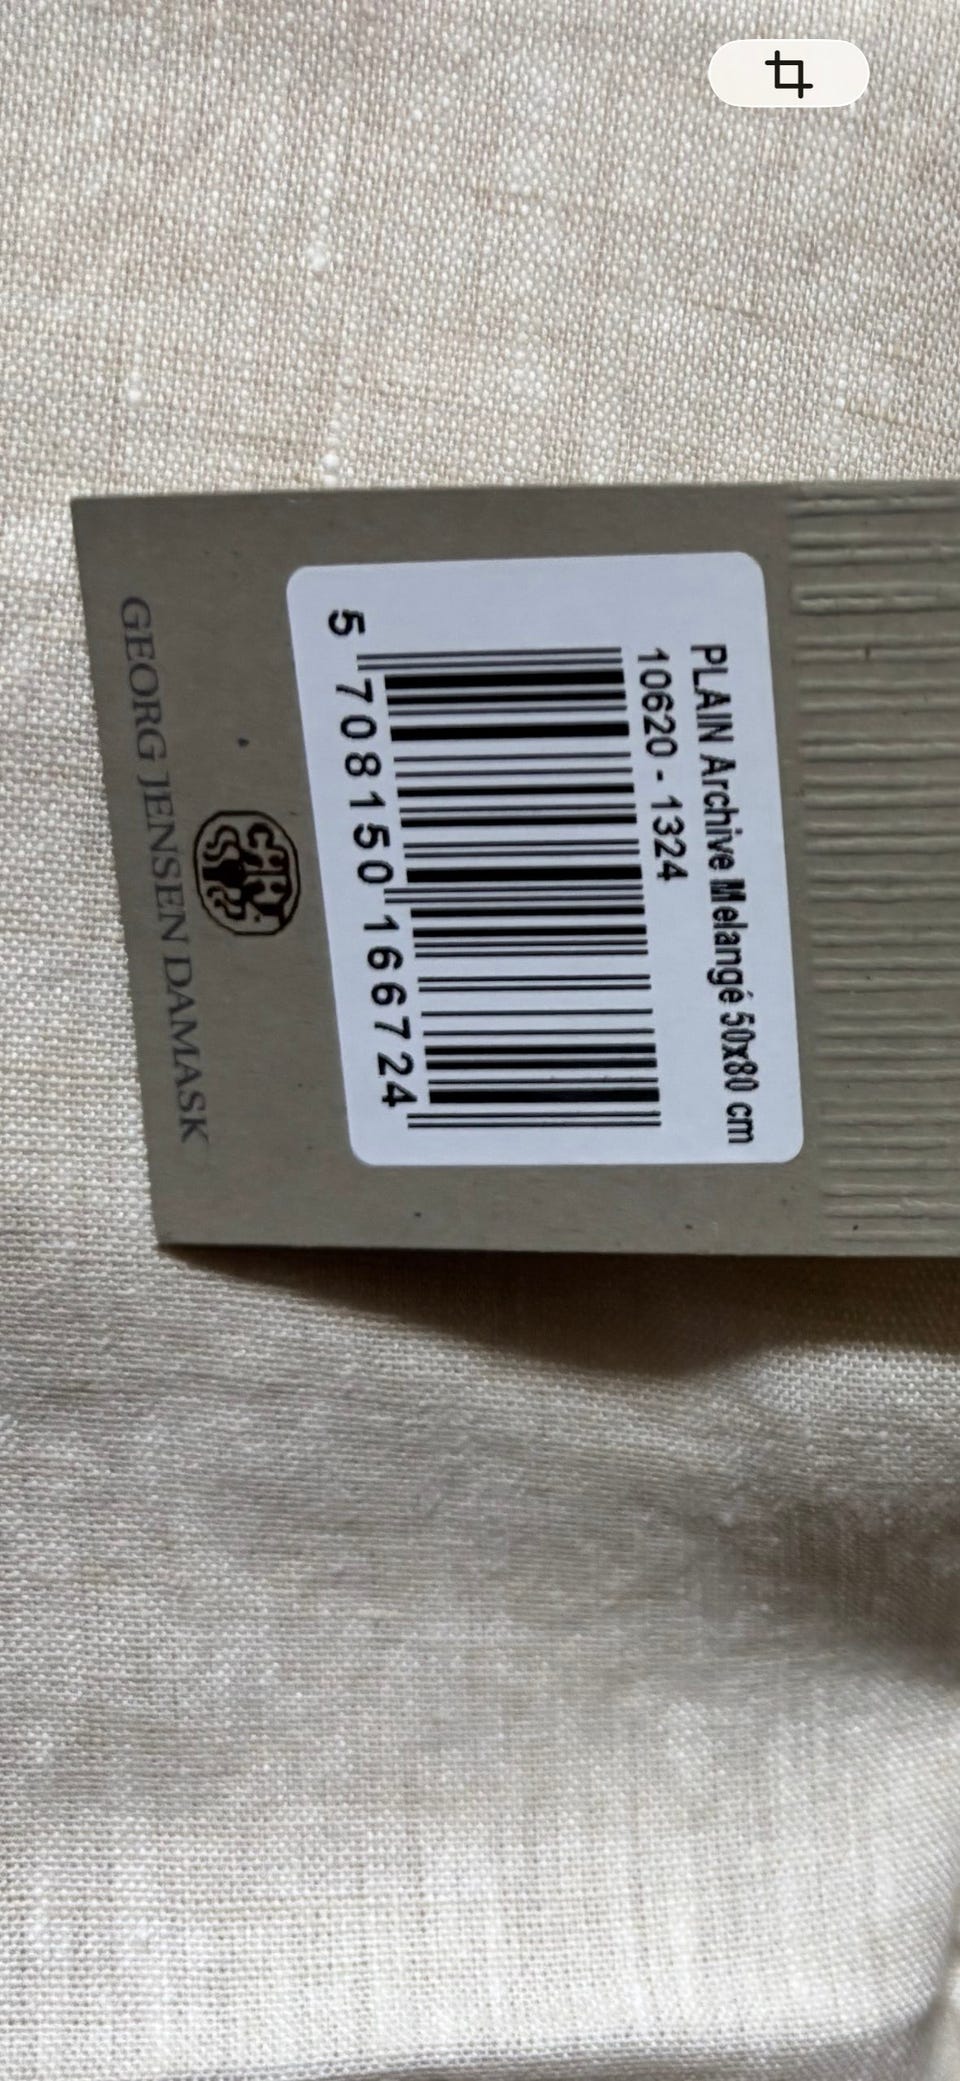 PLAIN Archive Melangé 50x80 cm
10620 - 1324
5 708150 166724
GEORG JENSEN DAMASK